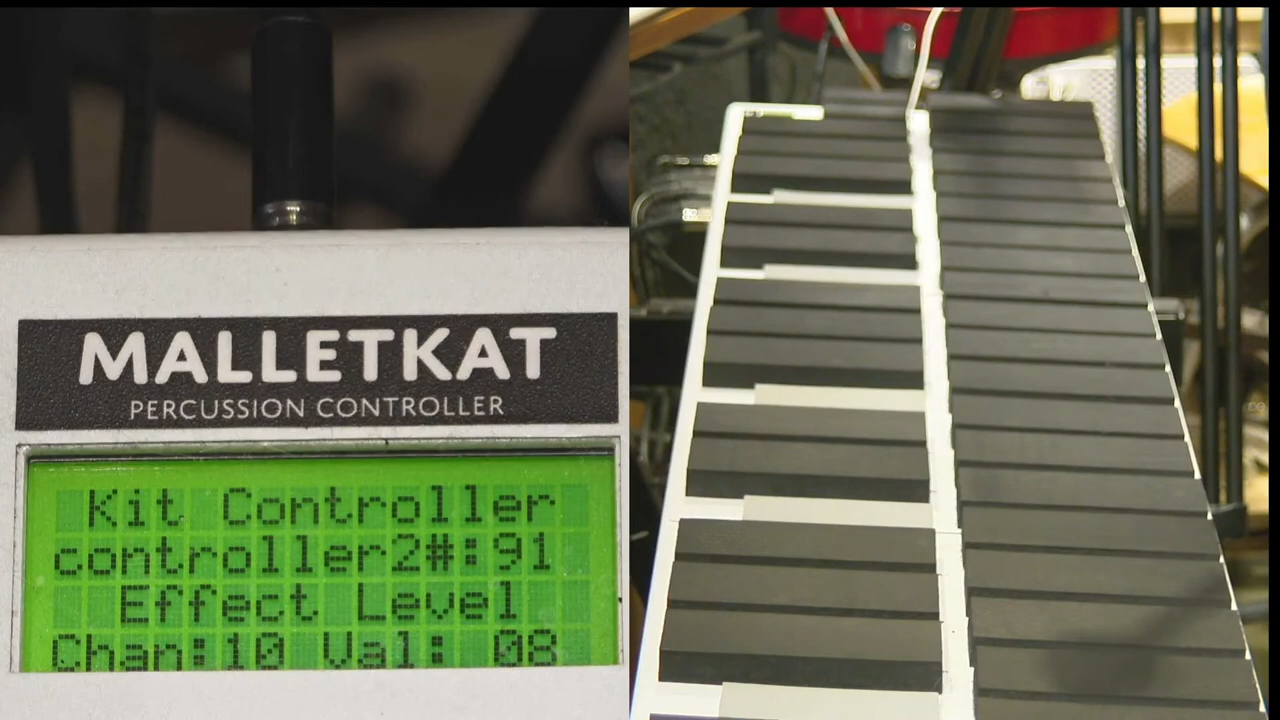 MALLETKAT
PERCUSSION CONTROLLER
Kit Controller
controller2#:91
Effect Level
Chan:10 Val: 08